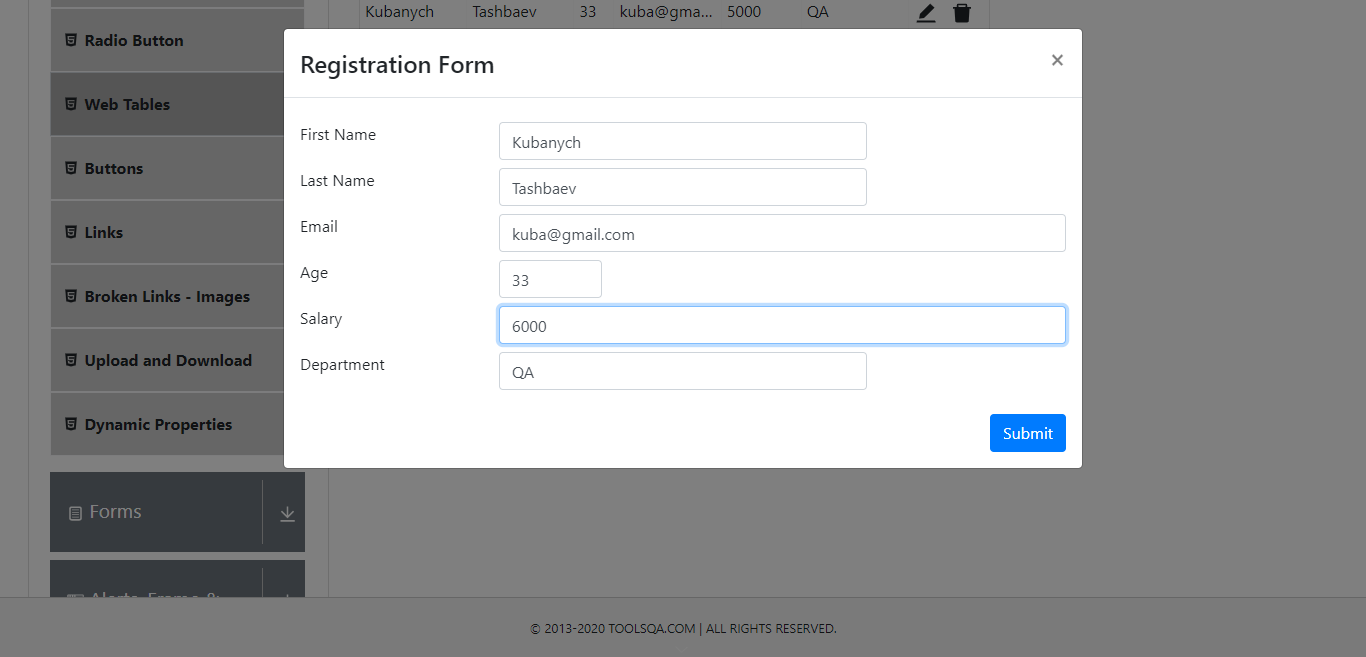 Kubanych Tashbaev 33 kuba@gma... 5000 QA
Radio Button
Web Tables
Buttons
Links
Broken Links - Images
Upload and Download
Dynamic Properties
Forms
Registration Form
×
First Name Kubanych
Last Name Tashbaev
Email kuba@gmail.com
Age 33
Salary 6000
Department QA
Submit
© 2013-2020 TOOLSQA.COM | ALL RIGHTS RESERVED.